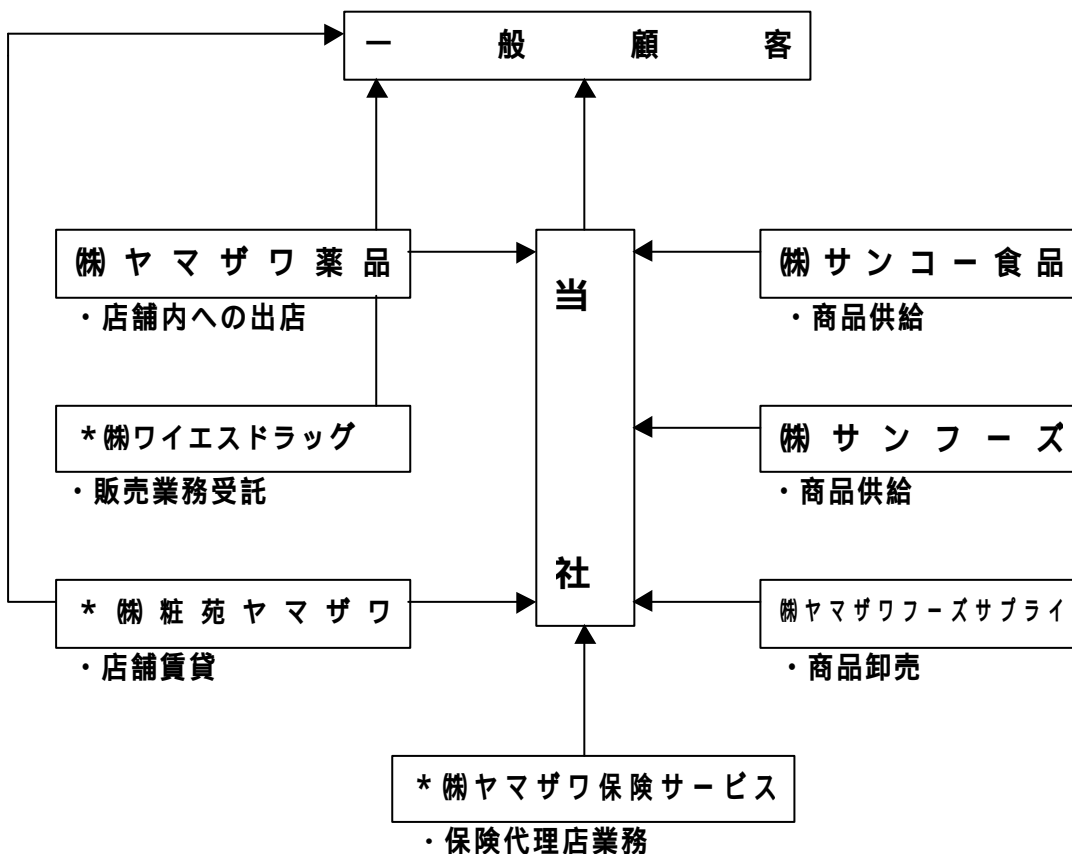 一般顧客
㈱ヤマザワ薬品
・店舗内への出店
㈱サンコー食品
・商品供給
当社
*㈱ワイエスドラッグ
・販売業務受託
㈱サンフーズ
・商品供給
*㈱粧苑ヤマザワ
・店舗賃貸
㈱ヤマザワフーズサプライ
・商品卸売
*㈱ヤマザワ保険サービス
・保険代理店業務